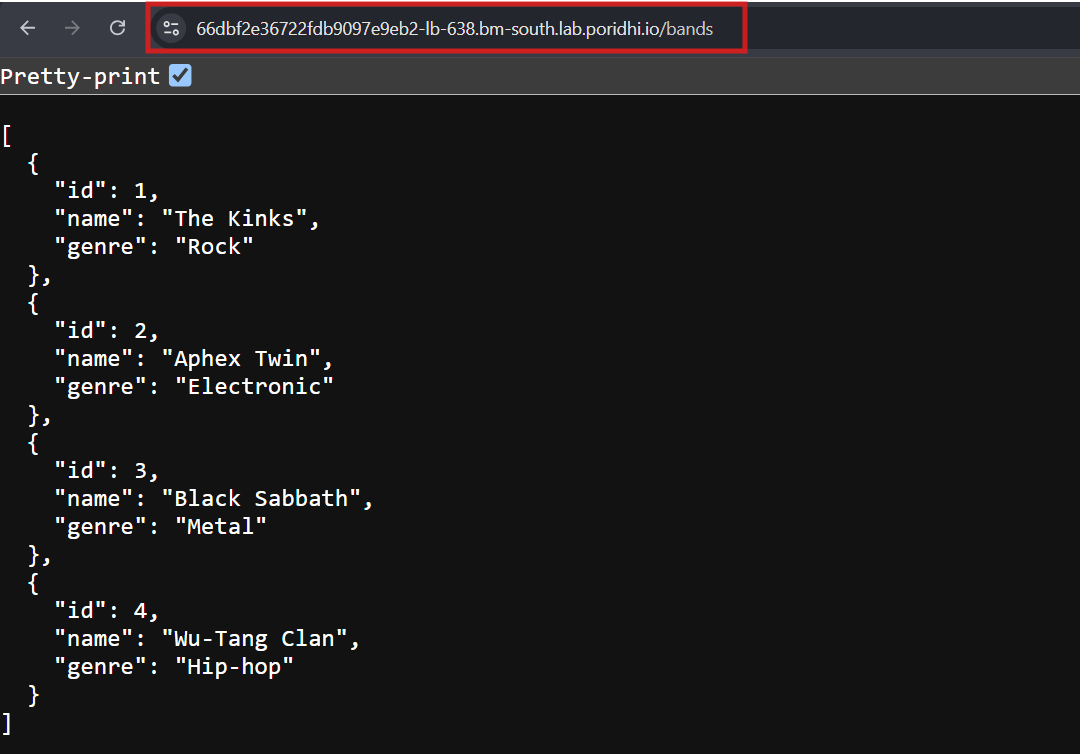 66dbf2e36722fdb9097e9eb2-lb-638.bm-south.lab.poridhi.io/bands
Pretty-print
[
  {
    "id": 1,
    "name": "The Kinks",
    "genre": "Rock"
  },
  {
    "id": 2,
    "name": "Aphex Twin",
    "genre": "Electronic"
  },
  {
    "id": 3,
    "name": "Black Sabbath",
    "genre": "Metal"
  },
  {
    "id": 4,
    "name": "Wu-Tang Clan",
    "genre": "Hip-hop"
  }
]